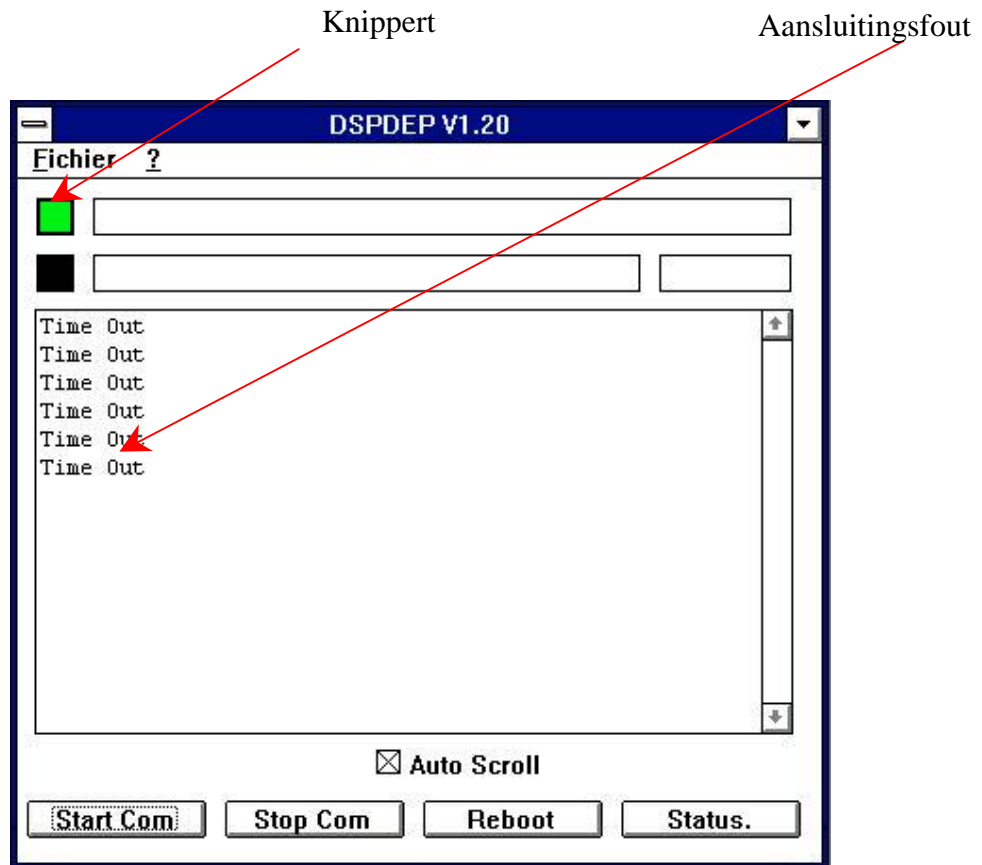 Knippert
Aansluitingsfout
DSPDEP V1.20
Fichier ?
Time Out
Time Out
Time Out
Time Out
Time Out
Time Out
Auto Scroll
Start Com Stop Com Reboot Status.